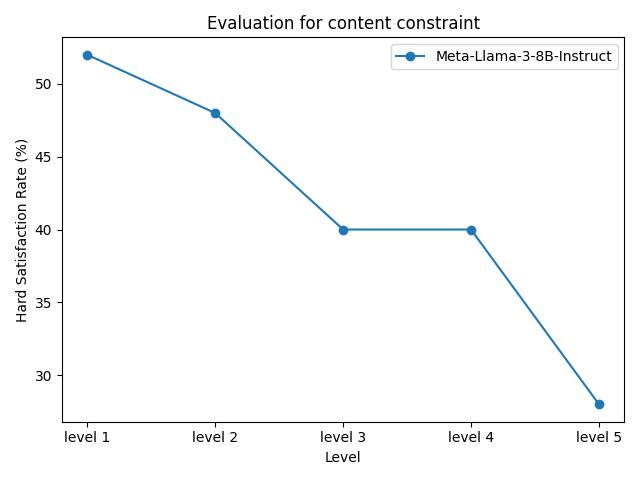 Evaluation for content constraint
Meta-Llama-3-8B-Instruct
Hard Satisfaction Rate (%)
50
45
40
35
30
level 1 level 2 level 3 level 4 level 5
Level